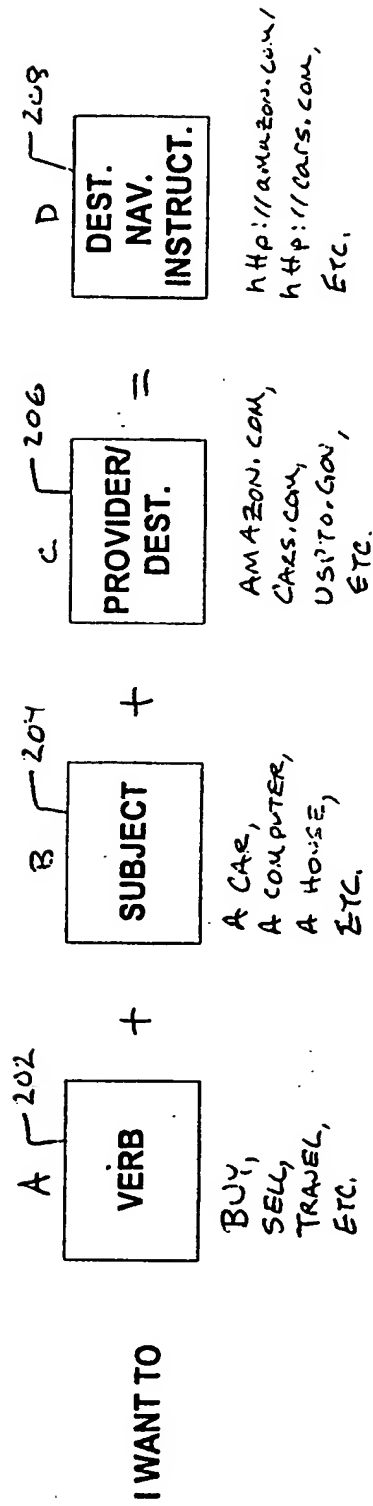 I WANT TO
A 202
VERB
BUY,
SELL,
TRAVEL,
ETC.
+
B 204
SUBJECT
A CAR,
A COMPUTER,
A HOUSE,
ETC.
+
C 206
PROVIDER/
DEST.
AMAZON.COM,
CARS.COM,
USPTO.GOV,
ETC.
=
D 208
DEST.
NAV.
INSTRUCT.
http://amazon.com/
http://cars.com,
ETC.